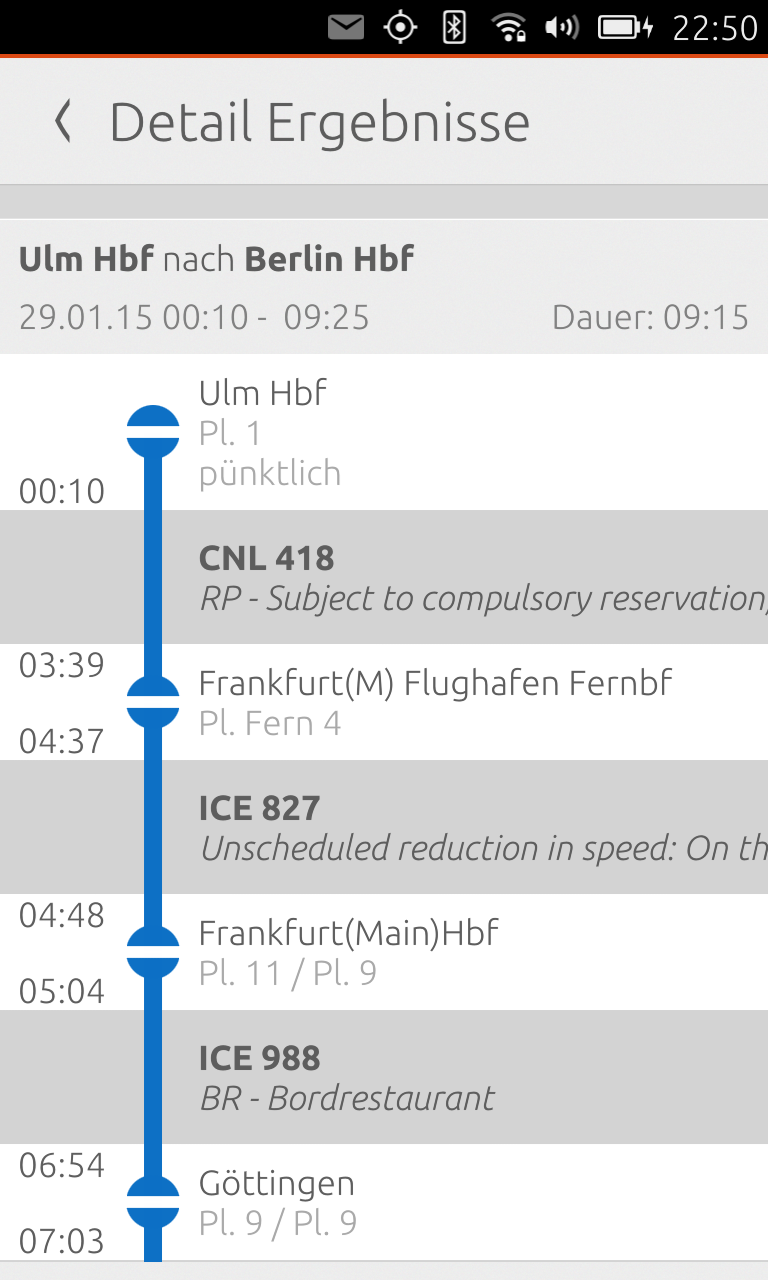 22:50
Detail Ergebnisse
Ulm Hbf nach Berlin Hbf
29.01.15 00:10 - 09:25 Dauer: 09:15
Ulm Hbf
Pl. 1
pünktlich
00:10
CNL 418
RP - Subject to compulsory reservation,
03:39
Frankfurt(M) Flughafen Fernbf
Pl. Fern 4
04:37
ICE 827
Unscheduled reduction in speed: On th
04:48
Frankfurt(Main)Hbf
Pl. 11 / Pl. 9
05:04
ICE 988
BR - Bordrestaurant
06:54
Göttingen
Pl. 9 / Pl. 9
07:03